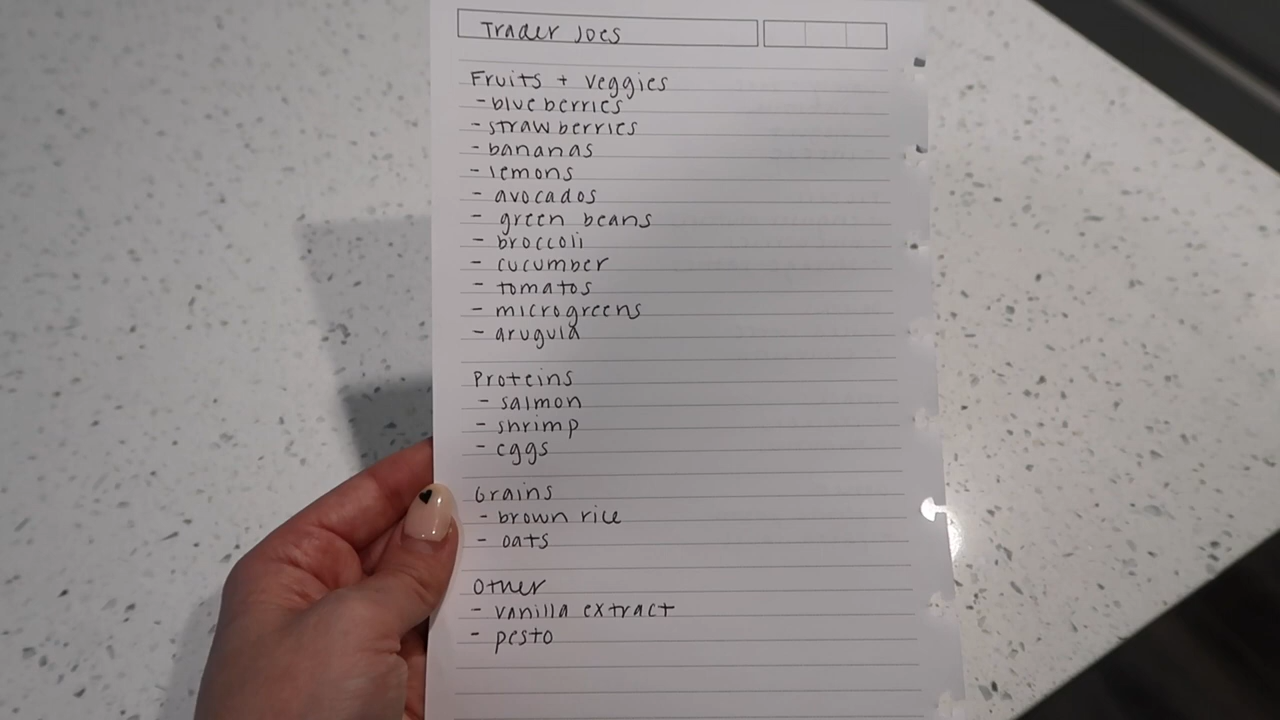 Trader Joes
Fruits + veggies
- blueberries
- strawberries
- bananas
- lemons
- avocados
- green beans
- broccoli
- cucumber
- tomatos
- microgreens
- arugula
Proteins
- salmon
- shrimp
- eggs
Grains
- brown rice
- oats
Other
- vanilla extract
- pesto